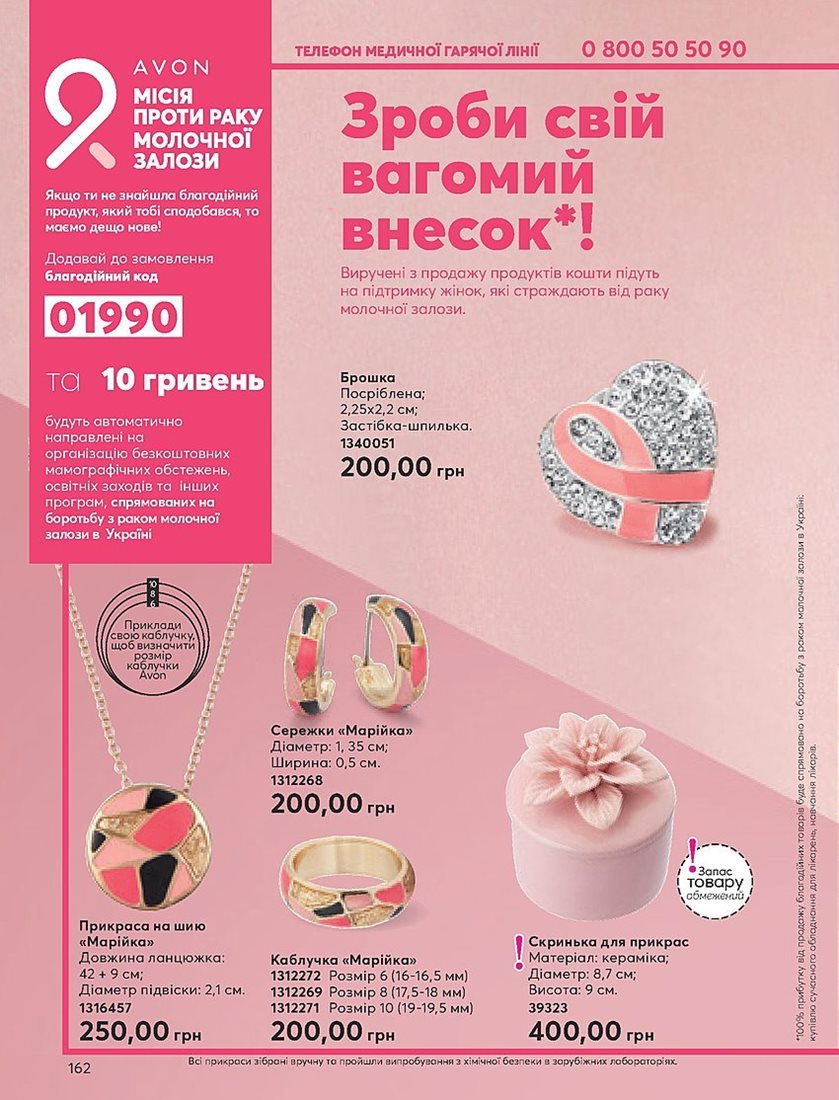 AVON
МІСІЯ
ПРОТИ РАКУ
МОЛОЧНОЇ
ЗАЛОЗИ
Якщо ти не знайшла благодійний
продукт, який тобі сподобався, то
маємо дещо нове!
Додавай до замовлення
благодійний код
01990
та 10 гривень
будуть автоматично
направлені на
організацію безкоштовних
мамографічних обстежень,
освітніх заходів та інших
програм, спрямованих на
боротьбу з раком молочної
залози в Україні
ТЕЛЕФОН МЕДИЧНОЇ ГАРЯЧОЇ ЛІНІЇ 0 800 50 50 90
Зроби свій
вагомий
внесок*!
Виручені з продажу продуктів кошти підуть
на підтримку жінок, які страждають від раку
молочної залози.
Брошка
Посріблена;
2,25х2,2 см;
Застібка-шпилька.
1340051
200,00 грн
10
8
6
Приклади
свою каблучку,
щоб визначити
розмір
каблучки
Avon
Сережки «Марійка»
Діаметр: 1, 35 см;
Ширина: 0,5 см.
1312268
200,00 грн
Прикраса на шию
«Марійка»
Довжина ланцюжка:
42 + 9 см;
Діаметр підвіски: 2,1 см.
1316457
250,00 грн
Каблучка «Марійка»
1312272 Розмір 6 (16-16,5 мм)
1312269 Розмір 8 (17,5-18 мм)
1312271 Розмір 10 (19-19,5 мм)
200,00 грн
! Запас
товару
обмежений
! Скринька для прикрас
Матеріал: кераміка;
Діаметр: 8,7 см;
Висота: 9 см.
39323
400,00 грн
*100% прибутку від продажу благодійних товарів буде спрямовано на боротьбу з раком молочної залози в Україні:
купівлю сучасного обладнання для лікарень, навчання лікарів.
Всі прикраси зібрані вручну та пройшли випробування з хімічної безпеки в зарубіжних лабораторіях.
162